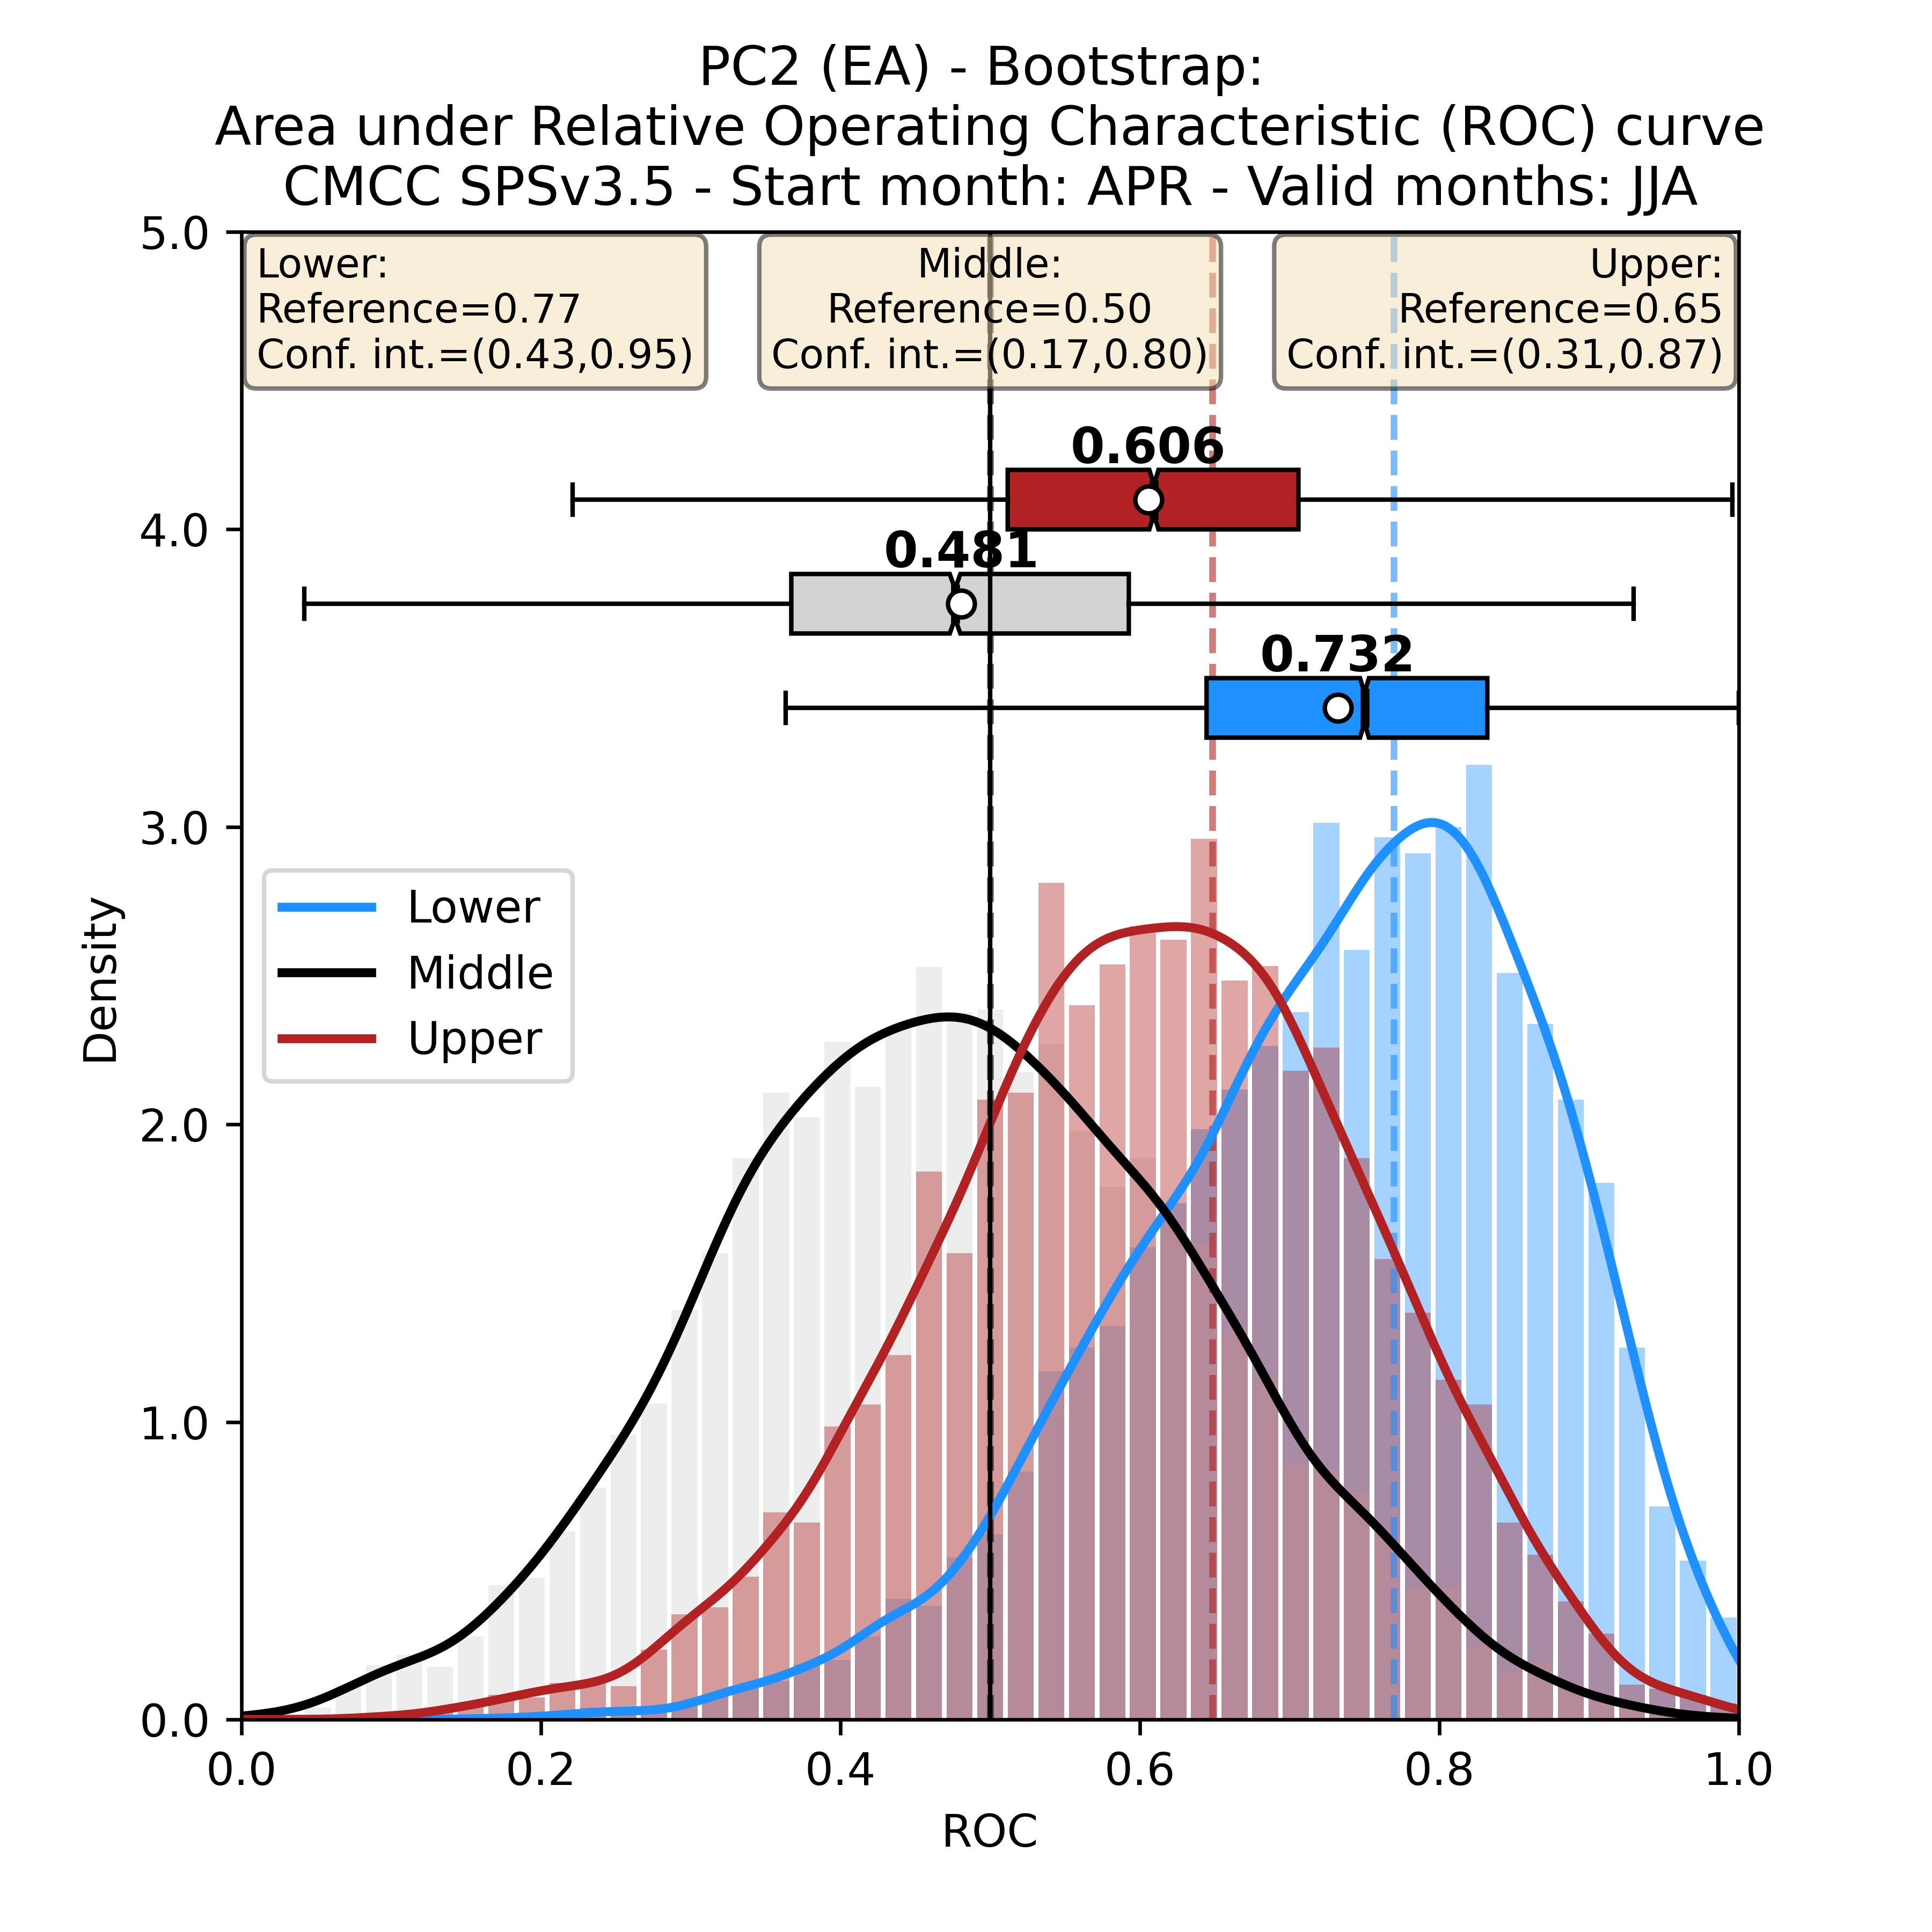 PC2 (EA) - Bootstrap:
Area under Relative Operating Characteristic (ROC) curve
CMCC SPSv3.5 - Start month: APR - Valid months: JJA
Lower:
Reference=0.77
Conf. int.=(0.43,0.95)
Middle:
Reference=0.50
Conf. int.=(0.17,0.80)
Upper:
Reference=0.65
Conf. int.=(0.31,0.87)
0.606
0.481
0.732
5.0
4.0
3.0
2.0
1.0
0.0
Density
Lower
Middle
Upper
0.0 0.2 0.4 0.6 0.8 1.0
ROC